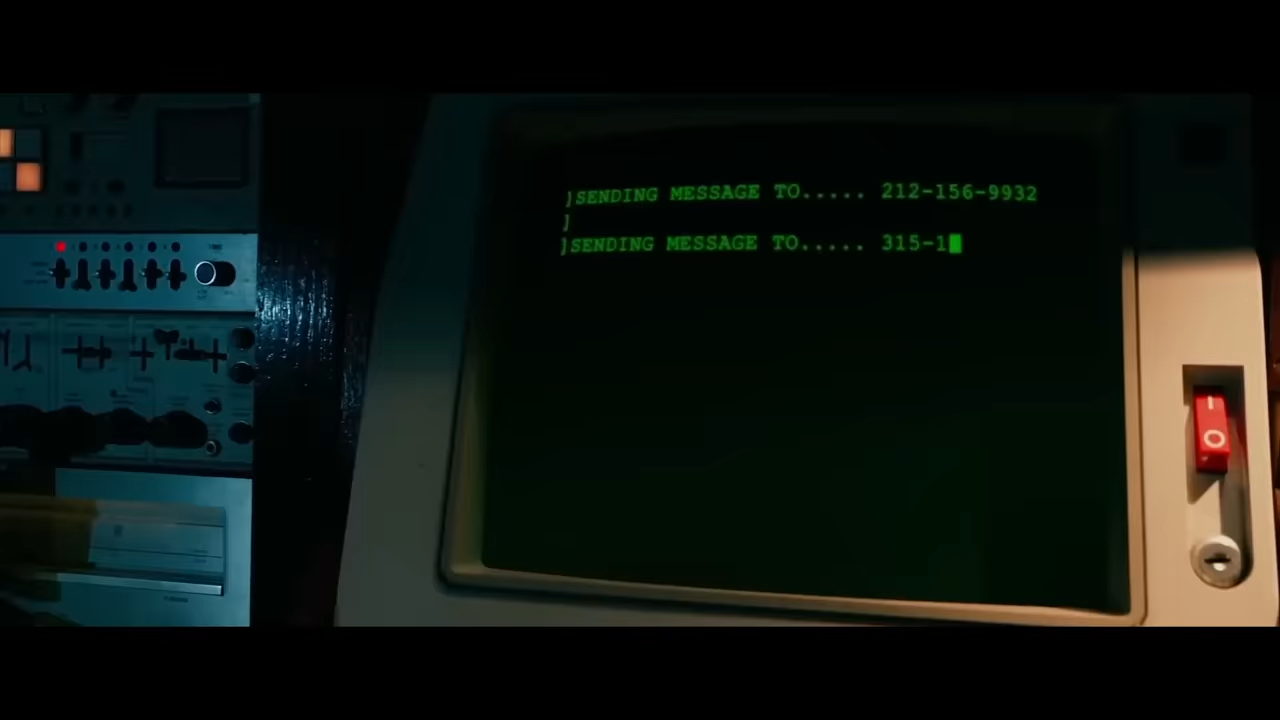 ]SENDING MESSAGE TO..... 212-156-9932
]
]SENDING MESSAGE TO..... 315-1